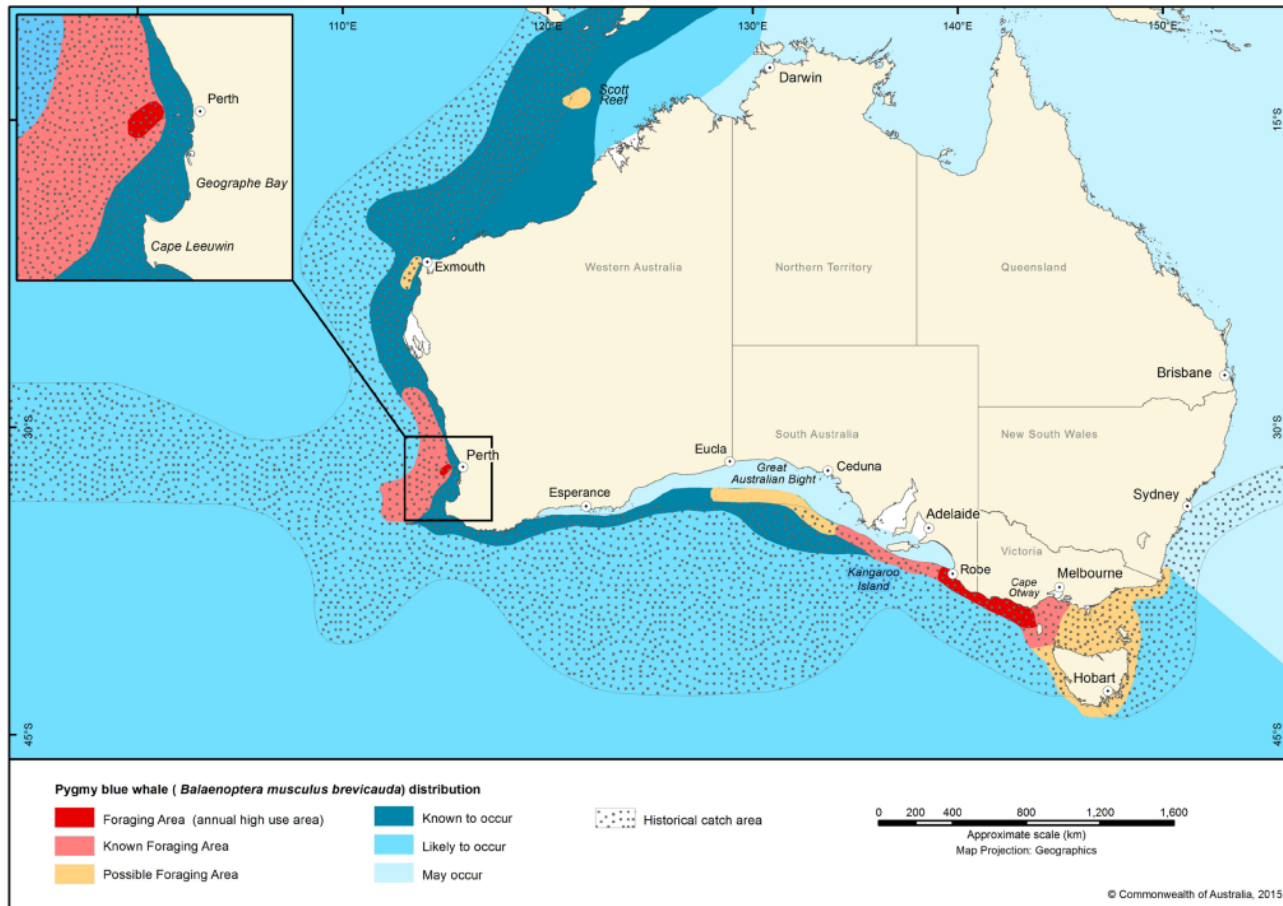 110°E
120°E
130°E
140°E
150°E
Perth
Geographe Bay
Cape Leeuwin
Scott
Reef
Darwin
15°S
15°S
Exmouth
Western Australia
Northern Territory
Queensland
Brisbane
30°S
30°S
South Australia
New South Wales
Perth
Eucla
Great
Australian Bight
Ceduna
Esperance
Sydney
Adelaide
Victoria
Kangaroo
Island
Robe
Cape
Otway
Melbourne
Hobart
45°S
45°S
Pygmy blue whale ( Balaenoptera musculus brevicauda) distribution
Foraging Area (annual high use area)
Known Foraging Area
Possible Foraging Area
Known to occur
Likely to occur
May occur
Historical catch area
0 200 400 800 1,200 1,600
Approximate scale (km)
Map Projection: Geographics
© Commonwealth of Australia, 2015